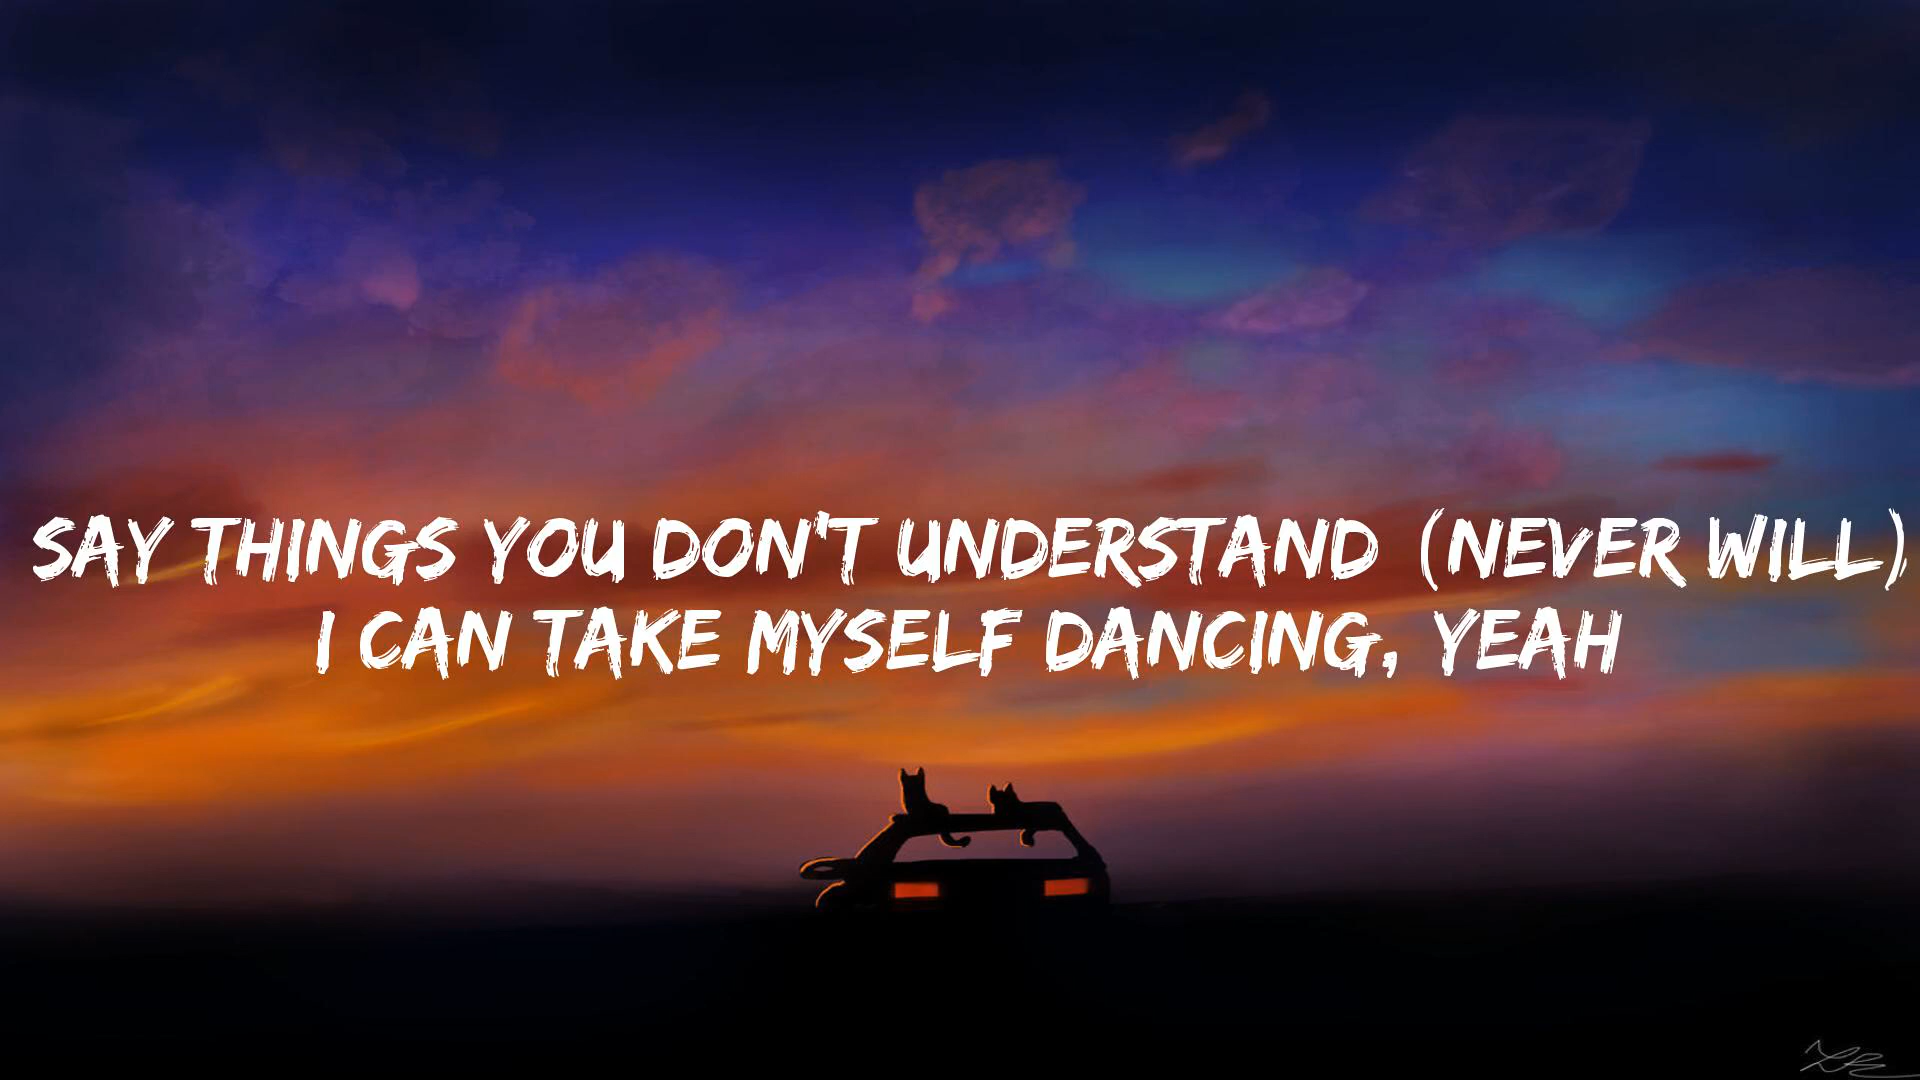 SAY THINGS YOU DON'T UNDERSTAND (NEVER WILL)
I CAN TAKE MYSELF DANCING, YEAH